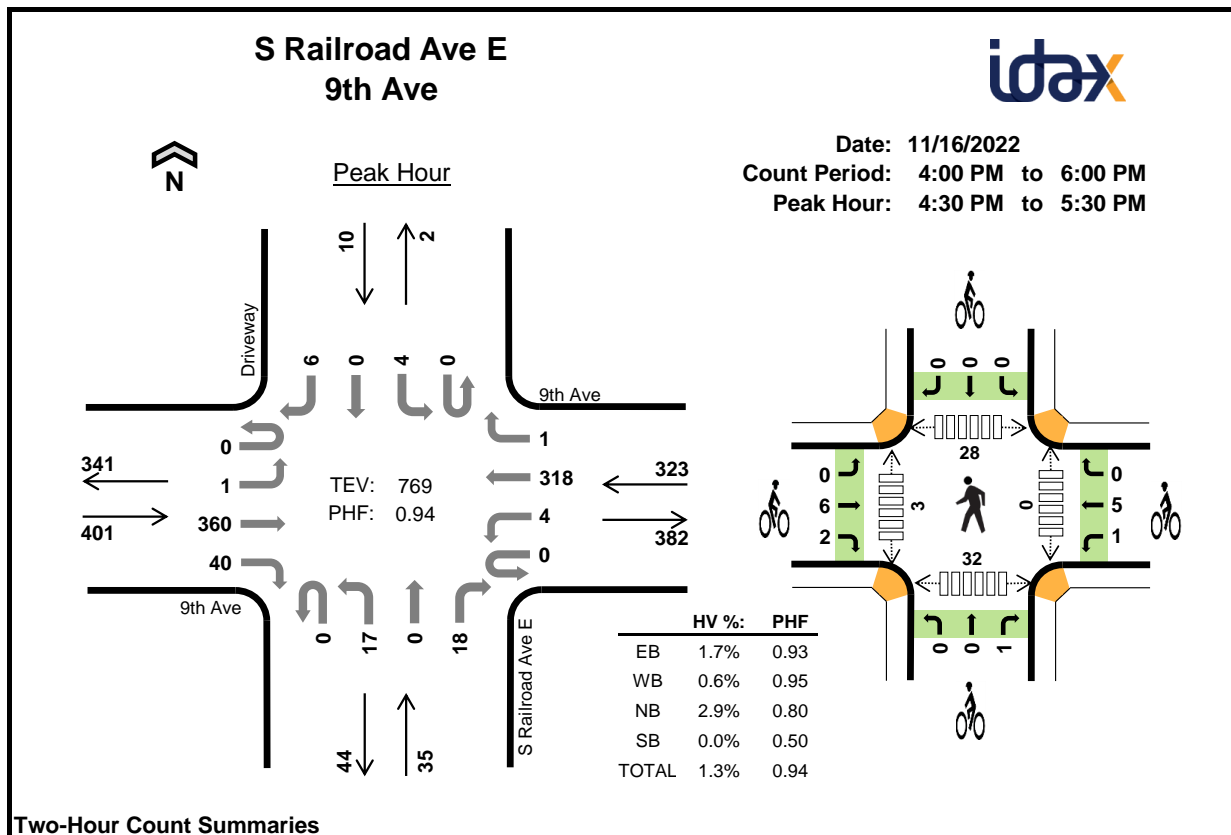 S Railroad Ave E
9th Ave
idax
Date: 11/16/2022
Count Period: 4:00 PM to 6:00 PM
Peak Hour: 4:30 PM to 5:30 PM
N
Peak Hour
10
2
Driveway
6
0
4
0
9th Ave
0
1
341
1
318
323
TEV: 769
PHF: 0.94
401
360
4
382
40
0
9th Ave
0
17
0
18
S Railroad Ave E
44
35
HV %: PHF
EB 1.7% 0.93
WB 0.6% 0.95
NB 2.9% 0.80
SB 0.0% 0.50
TOTAL 1.3% 0.94
0
0
0
28
0
6
2
3
0
0
5
1
32
0
0
1
Two-Hour Count Summaries